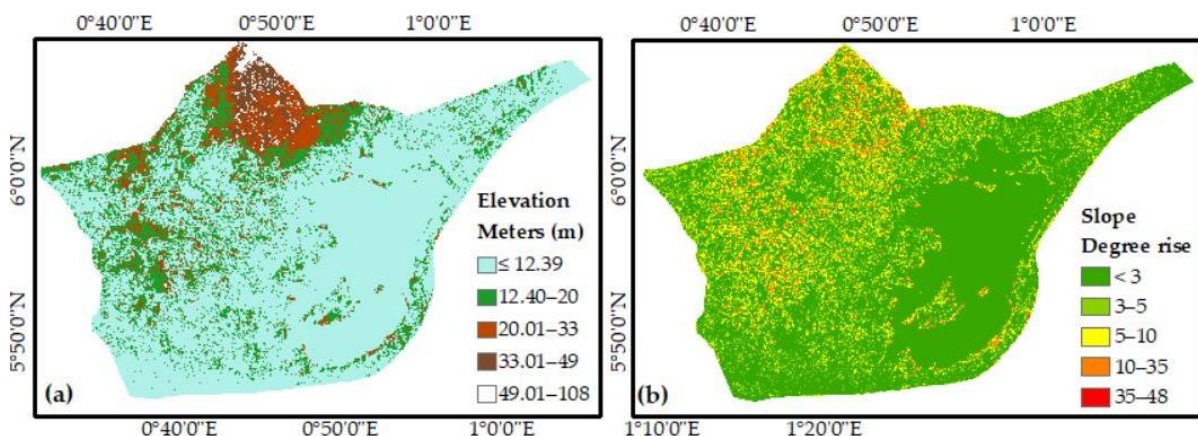 0°40'0"E 0°50'0"E 1°0'0"E
6°0'0"N
5°50'0"N
Elevation
Meters (m)
≤ 12.39
12.40–20
20.01–33
33.01–49
49.01–108
(a)
0°40'0"E 0°50'0"E 1°0'0"E
0°40'0"E 0°50'0"E 1°0'0"E
6°0'0"N
5°50'0"N
Slope
Degree rise
< 3
3–5
5–10
10–35
35–48
(b)
1°10'0"E 1°20'0"E